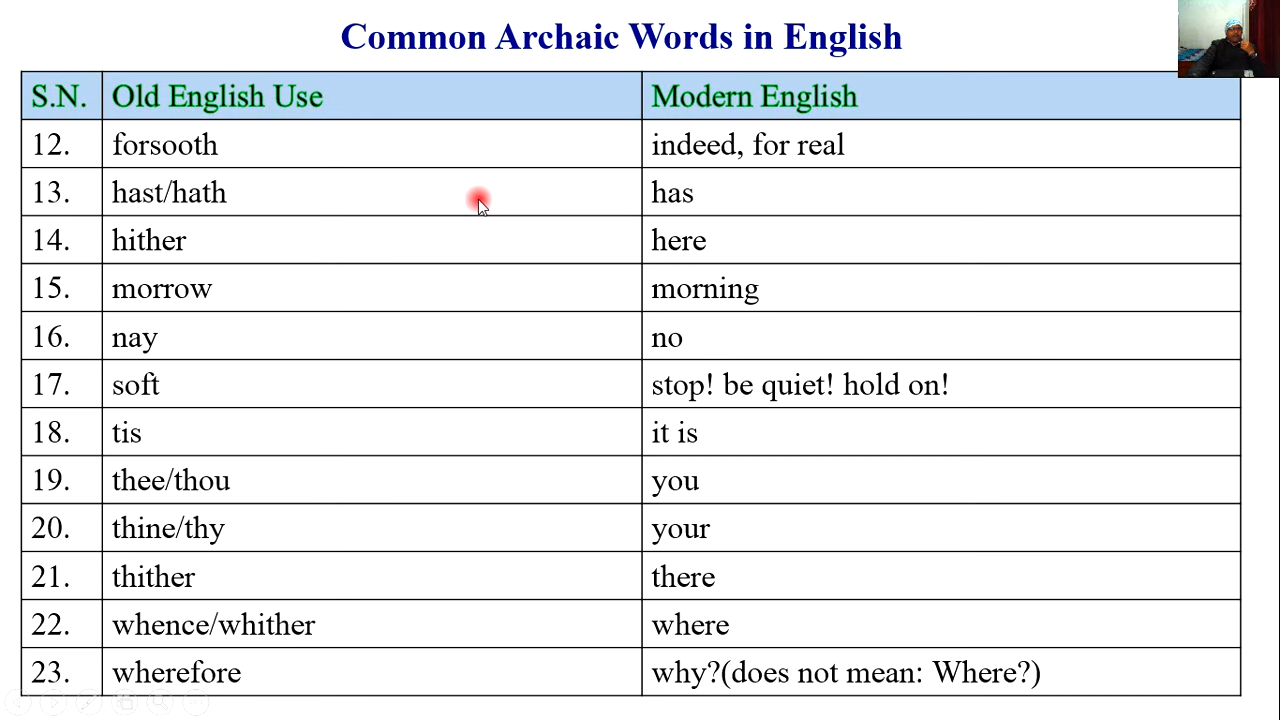 Common Archaic Words in English
S.N. Old English Use Modern English
12. forsooth indeed, for real
13. hast/hath has
14. hither here
15. morrow morning
16. nay no
17. soft stop! be quiet! hold on!
18. tis it is
19. thee/thou you
20. thine/thy your
21. thither there
22. whence/whither where
23. wherefore why?(does not mean: Where?)